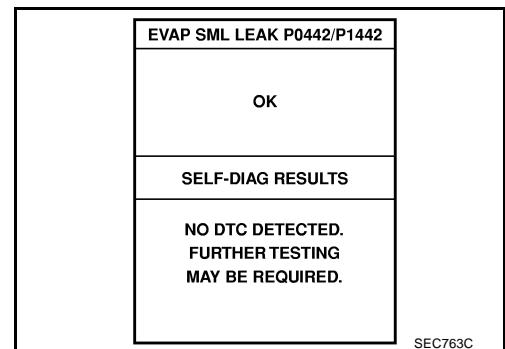 EVAP SML LEAK P0442/P1442
OK
SELF-DIAG RESULTS
NO DTC DETECTED.
FURTHER TESTING
MAY BE REQUIRED.
SEC763C